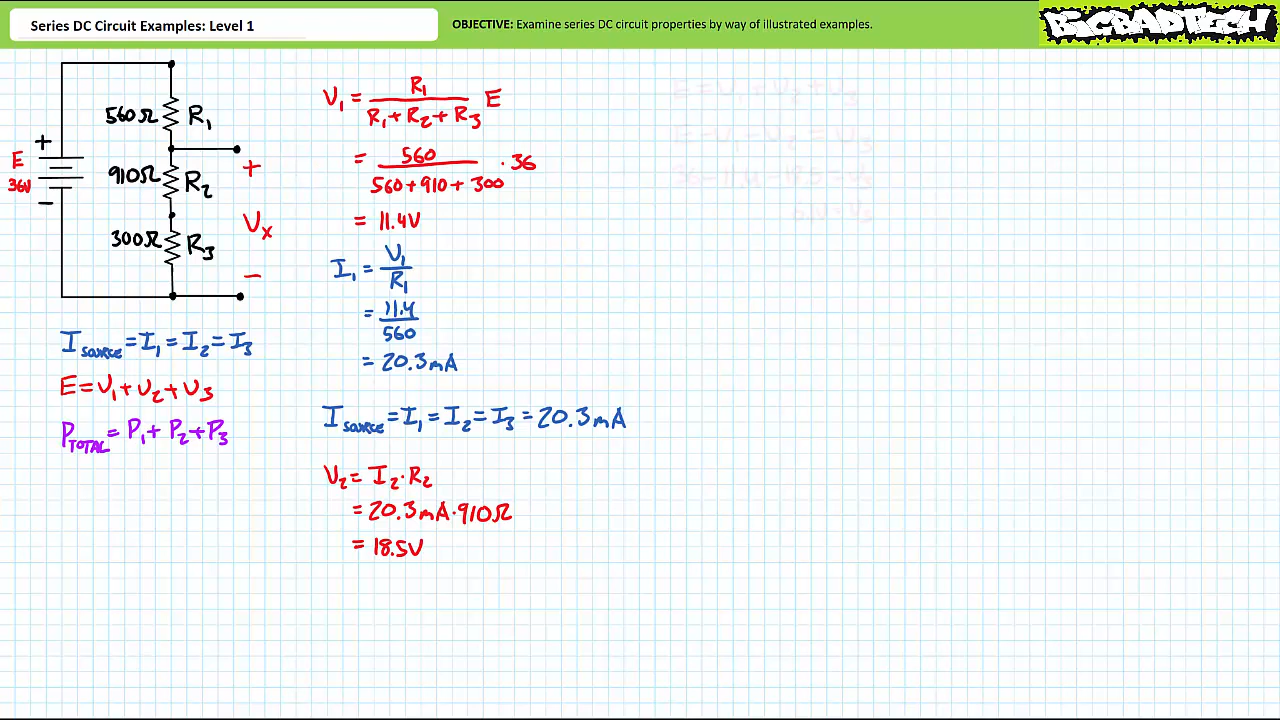 Series DC Circuit Examples: Level 1
OBJECTIVE: Examine series DC circuit properties by way of illustrated examples.
BIGBADTECH
560Ω R1
+
E
36V
910Ω R2
+
−
Vx
300Ω R3
−
I SOURCE = I1 = I2 = I3
E = V1 + V2 + V3
P TOTAL = P1 + P2 + P3
V1 = R1 / R1 + R2 + R3 E
= 560 / 560 + 910 + 300 · 36
= 11.4V
I1 = V1 / R1
= 11.4 / 560
= 20.3mA
I SOURCE = I1 = I2 = I3 = 20.3mA
V2 = I2 · R2
= 20.3mA · 910Ω
= 18.5V